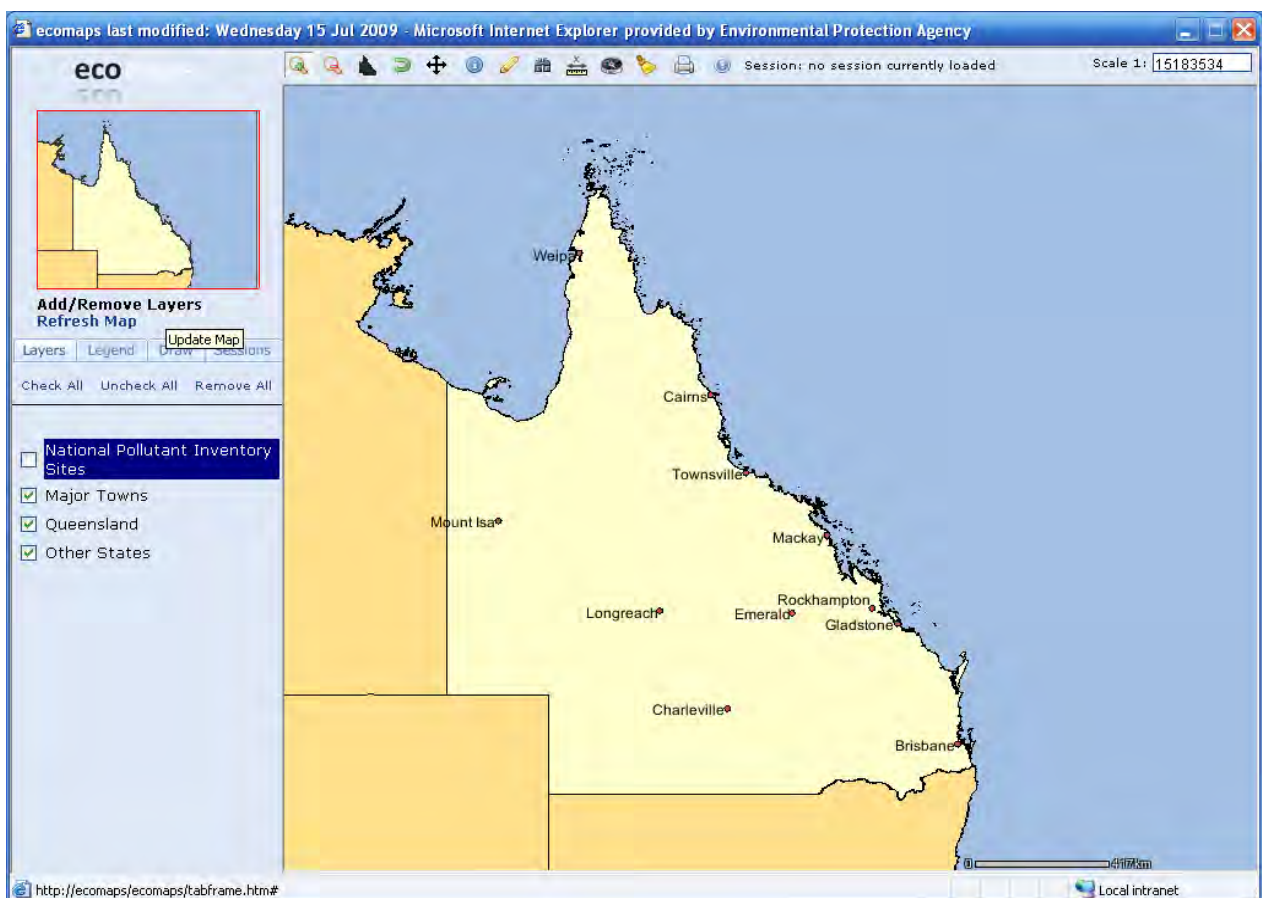 ecomaps last modified: Wednesday 15 Jul 2009 - Microsoft Internet Explorer provided by Environmental Protection Agency
eco
Session: no session currently loaded
Scale 1: 15183534
Add/Remove Layers
Refresh Map
Update Map
Layers Legend Draw Sessions
Check All Uncheck All Remove All
National Pollutant Inventory
Sites
Major Towns
Queensland
Other States
Weipa
Cairns
Townsville
Mount Isa
Mackay
Rockhampton
Longreach
Emerald
Gladstone
Charleville
Brisbane
0
http://ecomaps/ecomaps/tabframe.htm#
Local intranet